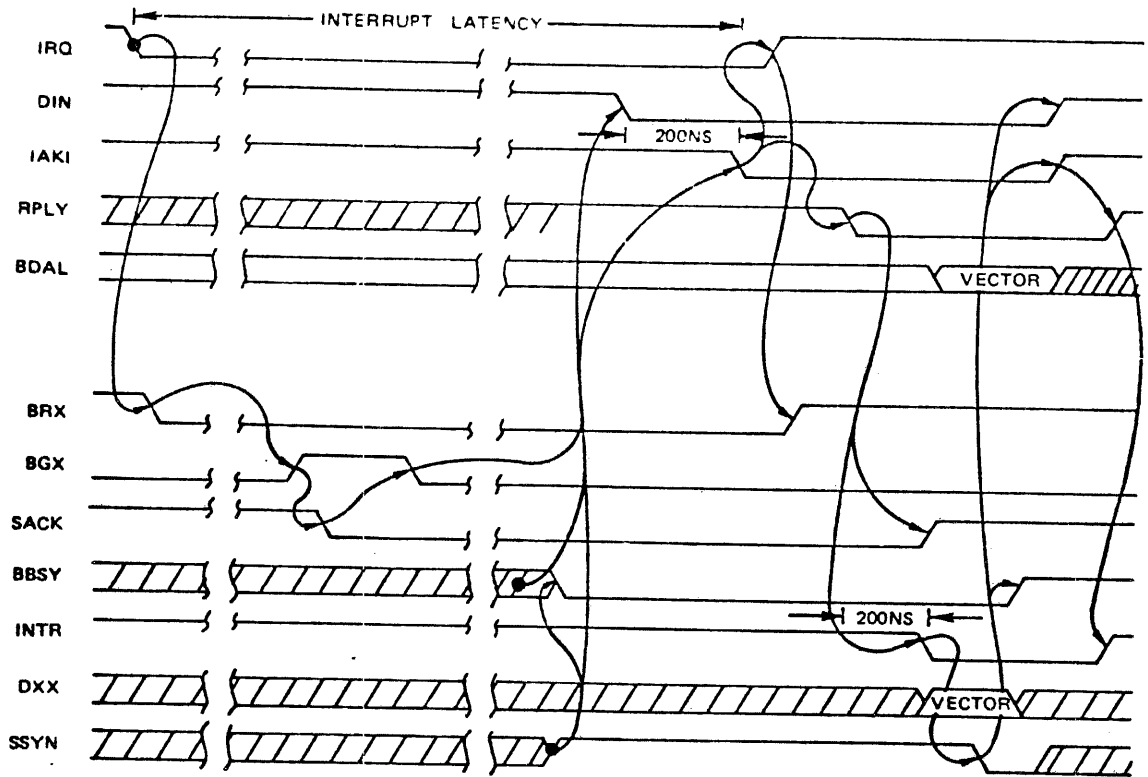 INTERRUPT LATENCY
IRQ
DIN
200NS
IAKI
RPLY
BDAL
VECTOR
BRX
BGX
SACK
BBSY
200NS
INTR
DXX
VECTOR
SSYN